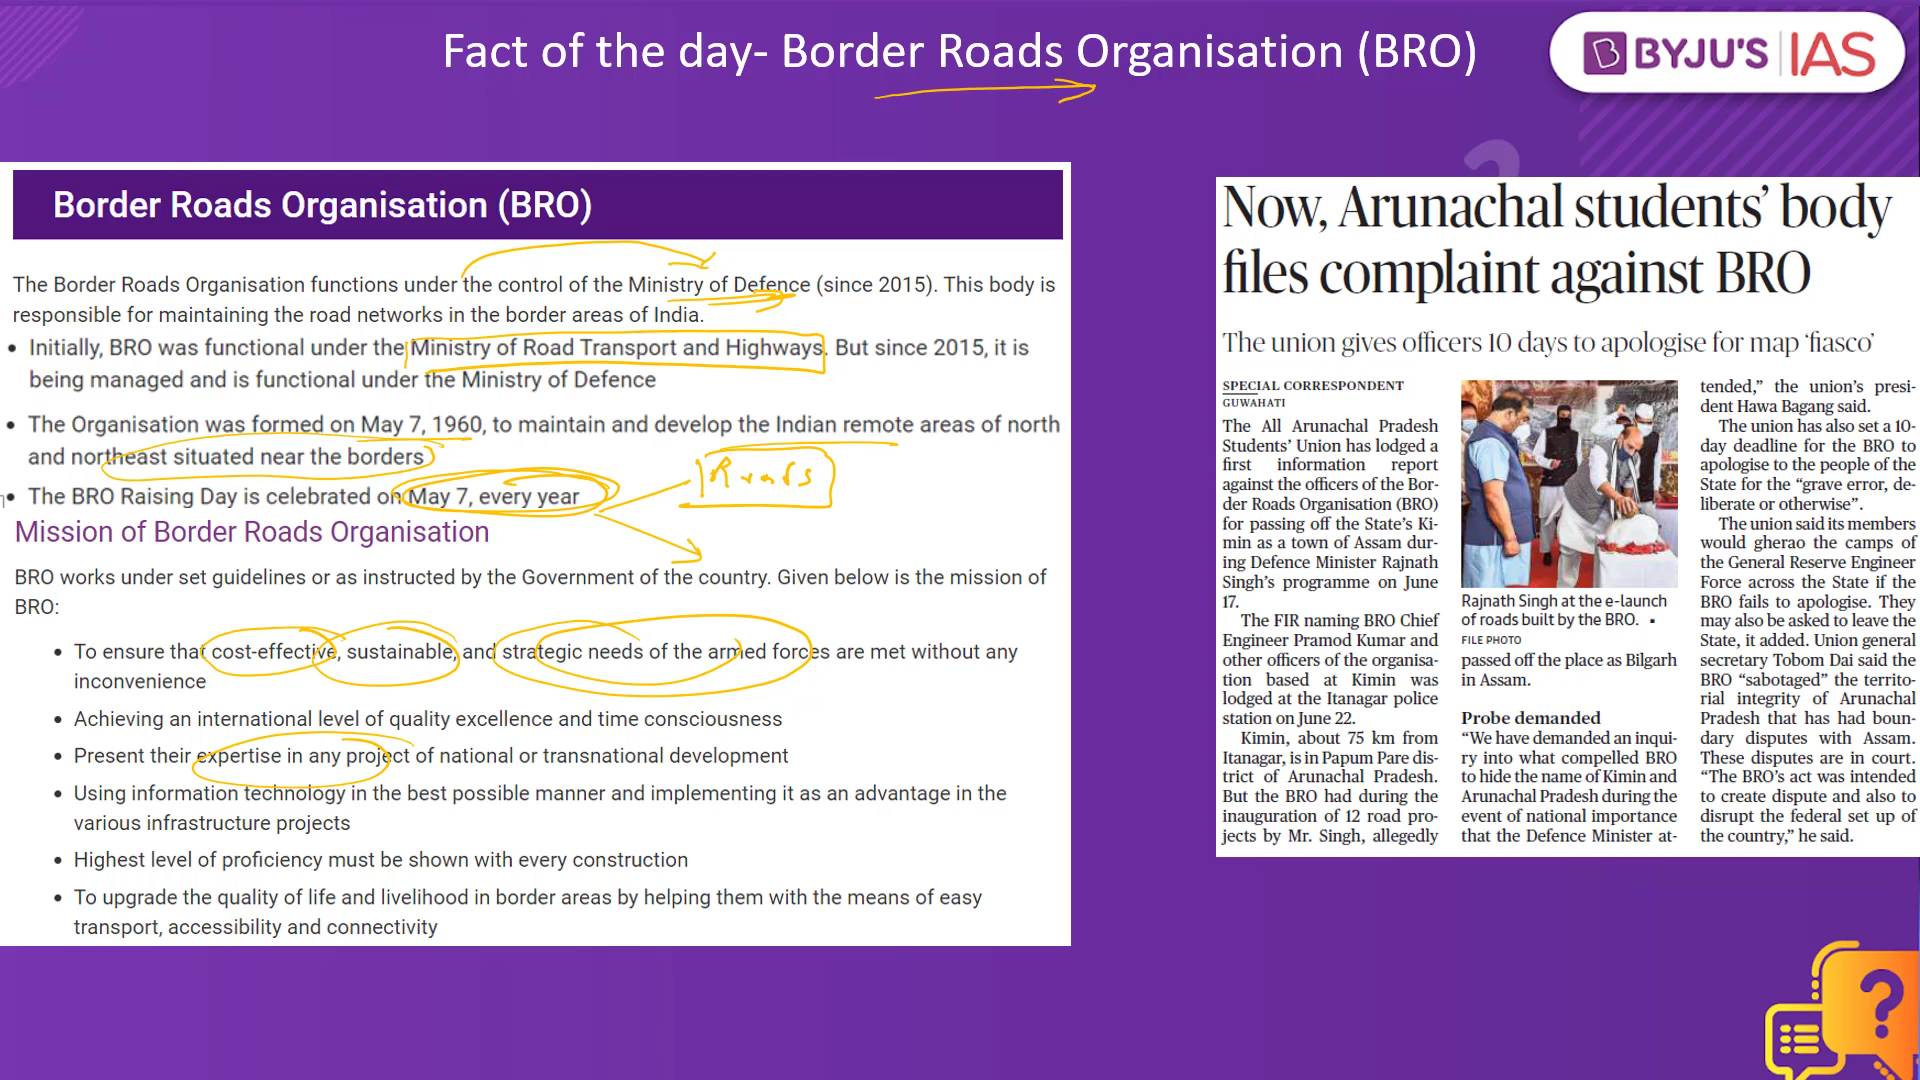 Fact of the day- Border Roads Organisation (BRO)
BYJU'S IAS
Border Roads Organisation (BRO)
The Border Roads Organisation functions under the control of the Ministry of Defence (since 2015). This body is
responsible for maintaining the road networks in the border areas of India.
• Initially, BRO was functional under the Ministry of Road Transport and Highways. But since 2015, it is
being managed and is functional under the Ministry of Defence
• The Organisation was formed on May 7, 1960, to maintain and develop the Indian remote areas of north
and northeast situated near the borders
Roads
• The BRO Raising Day is celebrated on May 7, every year
Mission of Border Roads Organisation
BRO works under set guidelines or as instructed by the Government of the country. Given below is the mission of
BRO:
• To ensure that cost-effective, sustainable, and strategic needs of the armed forces are met without any
inconvenience
• Achieving an international level of quality excellence and time consciousness
• Present their expertise in any project of national or transnational development
• Using information technology in the best possible manner and implementing it as an advantage in the
various infrastructure projects
• Highest level of proficiency must be shown with every construction
• To upgrade the quality of life and livelihood in border areas by helping them with the means of easy
transport, accessibility and connectivity
Now, Arunachal students' body
files complaint against BRO
The union gives officers 10 days to apologise for map 'fiasco'
SPECIAL CORRESPONDENT
GUWAHATI
The All Arunachal Pradesh
Students' Union has lodged a
first information report
against the officers of the Bor-
der Roads Organisation (BRO)
for passing off the State's Ki-
min as a town of Assam dur-
ing Defence Minister Rajnath
Singh's programme on June
17.
The FIR naming BRO Chief
Engineer Pramod Kumar and
other officers of the organisa-
tion based at Kimin was
lodged at the Itanagar police
station on June 22.
Kimin, about 75 km from
Itanagar, is in Papum Pare dis-
trict of Arunachal Pradesh.
But the BRO had during the
inauguration of 12 road pro-
jects by Mr. Singh, allegedly
Rajnath Singh at the e-launch
of roads built by the BRO. ▪
FILE PHOTO
passed off the place as Bilgarh
in Assam.
Probe demanded
"We have demanded an inqui-
ry into what compelled BRO
to hide the name of Kimin and
Arunachal Pradesh during the
event of national importance
that the Defence Minister at-
tended," the union's presi-
dent Hawa Bagang said.
The union has also set a 10-
day deadline for the BRO to
apologise to the people of the
State for the "grave error, de-
liberate or otherwise".
The union said its members
would gherao the camps of
the General Reserve Engineer
Force across the State if the
BRO fails to apologise. They
may also be asked to leave the
State, it added. Union general
secretary Tobom Dai said the
BRO "sabotaged" the territo-
rial integrity of Arunachal
Pradesh that has had boun-
dary disputes with Assam.
These disputes are in court.
"The BRO's act was intended
to create dispute and also to
disrupt the federal set up of
the country," he said.